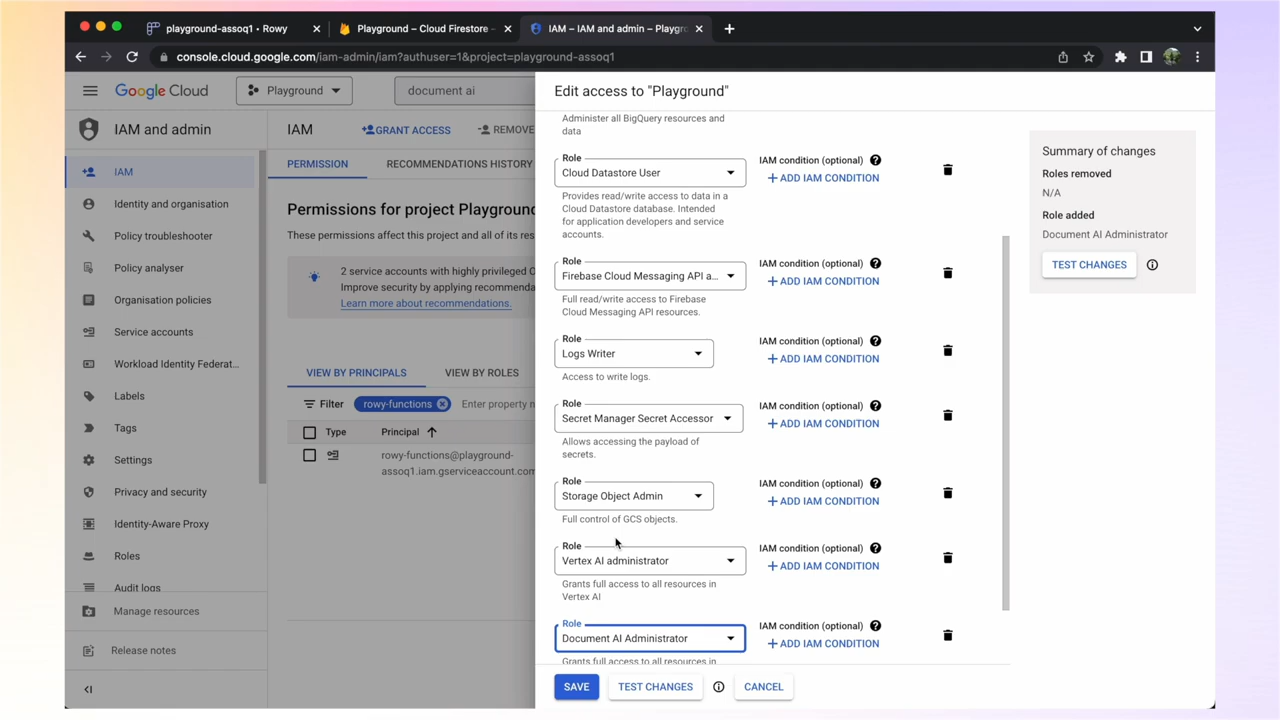 playground-assoq1 • Rowy
Playground – Cloud Firestore –
IAM – IAM and admin – Playgro
console.cloud.google.com/iam-admin/iam?authuser=1&project=playground-assoq1
Google Cloud
Playground
document ai
IAM and admin
IAM
Identity and organisation
Policy troubleshooter
Policy analyser
Organisation policies
Service accounts
Workload Identity Federat...
Labels
Tags
Settings
Privacy and security
Identity-Aware Proxy
Roles
Audit logs
Manage resources
Release notes
IAM
GRANT ACCESS
REMOVE
PERMISSION
RECOMMENDATIONS HISTORY
Permissions for project Playground
These permissions affect this project and all of its res
2 service accounts with highly privileged O
Improve security by applying recommenda
Learn more about recommendations.
VIEW BY PRINCIPALS
VIEW BY ROLES
Filter
rowy-functions
Enter property n
Type
Principal
rowy-functions@playground-
assoq1.iam.gserviceaccount.com
Edit access to "Playground"
Administer all BigQuery resources and
data
Role
Cloud Datastore User
IAM condition (optional)
ADD IAM CONDITION
Provides read/write access to data in a
Cloud Datastore database. Intended
for application developers and service
accounts.
Role
Firebase Cloud Messaging API a...
IAM condition (optional)
ADD IAM CONDITION
Full read/write access to Firebase
Cloud Messaging API resources.
Role
Logs Writer
IAM condition (optional)
ADD IAM CONDITION
Access to write logs.
Role
Secret Manager Secret Accessor
IAM condition (optional)
ADD IAM CONDITION
Allows accessing the payload of
secrets.
Role
Storage Object Admin
IAM condition (optional)
ADD IAM CONDITION
Full control of GCS objects.
Role
Vertex AI administrator
IAM condition (optional)
ADD IAM CONDITION
Grants full access to all resources in
Vertex AI
Role
Document AI Administrator
IAM condition (optional)
ADD IAM CONDITION
Grants full access to all resources in
SAVE
TEST CHANGES
CANCEL
Summary of changes
Roles removed
N/A
Role added
Document AI Administrator
TEST CHANGES